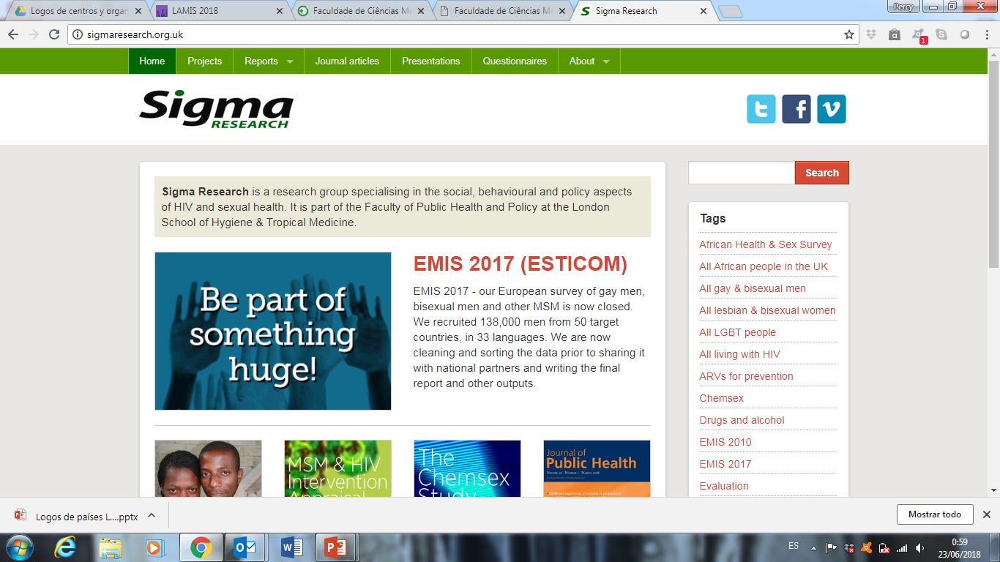 Logos de centros y organ
LAMIS 2018
Faculdade de Ciências Me
Faculdade de Ciências Me
Sigma Research
Percy
sigmaresearch.org.uk
1
Home
Projects
Reports
Journal articles
Presentations
Questionnaires
About
Sigma
RESEARCH
Search
Sigma Research is a research group specialising in the social, behavioural and policy aspects
of HIV and sexual health. It is part of the Faculty of Public Health and Policy at the London
School of Hygiene & Tropical Medicine.
Be part of
something
huge!
EMIS 2017 (ESTICOM)
EMIS 2017 - our European survey of gay men,
bisexual men and other MSM is now closed.
We recruited 138,000 men from 50 target
countries, in 33 languages. We are now
cleaning and sorting the data prior to sharing it
with national partners and writing the final
report and other outputs.
Tags
African Health & Sex Survey
All African people in the UK
All gay & bisexual men
All lesbian & bisexual women
All LGBT people
All living with HIV
ARVs for prevention
Chemsex
Drugs and alcohol
EMIS 2010
EMIS 2017
Evaluation
MSM & HIV
Intervention
Appraisal
The
Chemsex
Study
Journal of
Public Health
Logos de países L....pptx
Mostrar todo
ES
0:59
23/06/2018